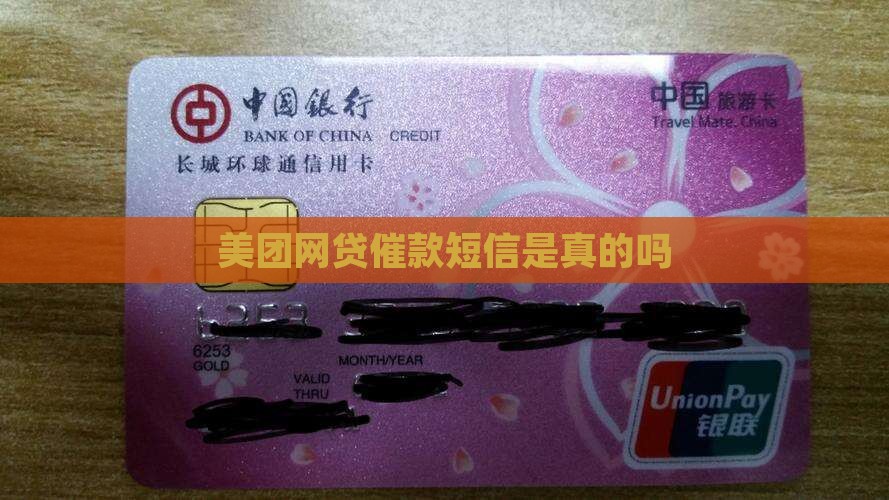 中国銀行
BANK OF CHINA CREDIT
长城环球通信用卡
中国 旅游卡
Travel Mate. China
美团网贷催款短信是真的吗
6253
6253
GOLD
MONTH/YEAR
VALID
THRU
UnionPay
银联